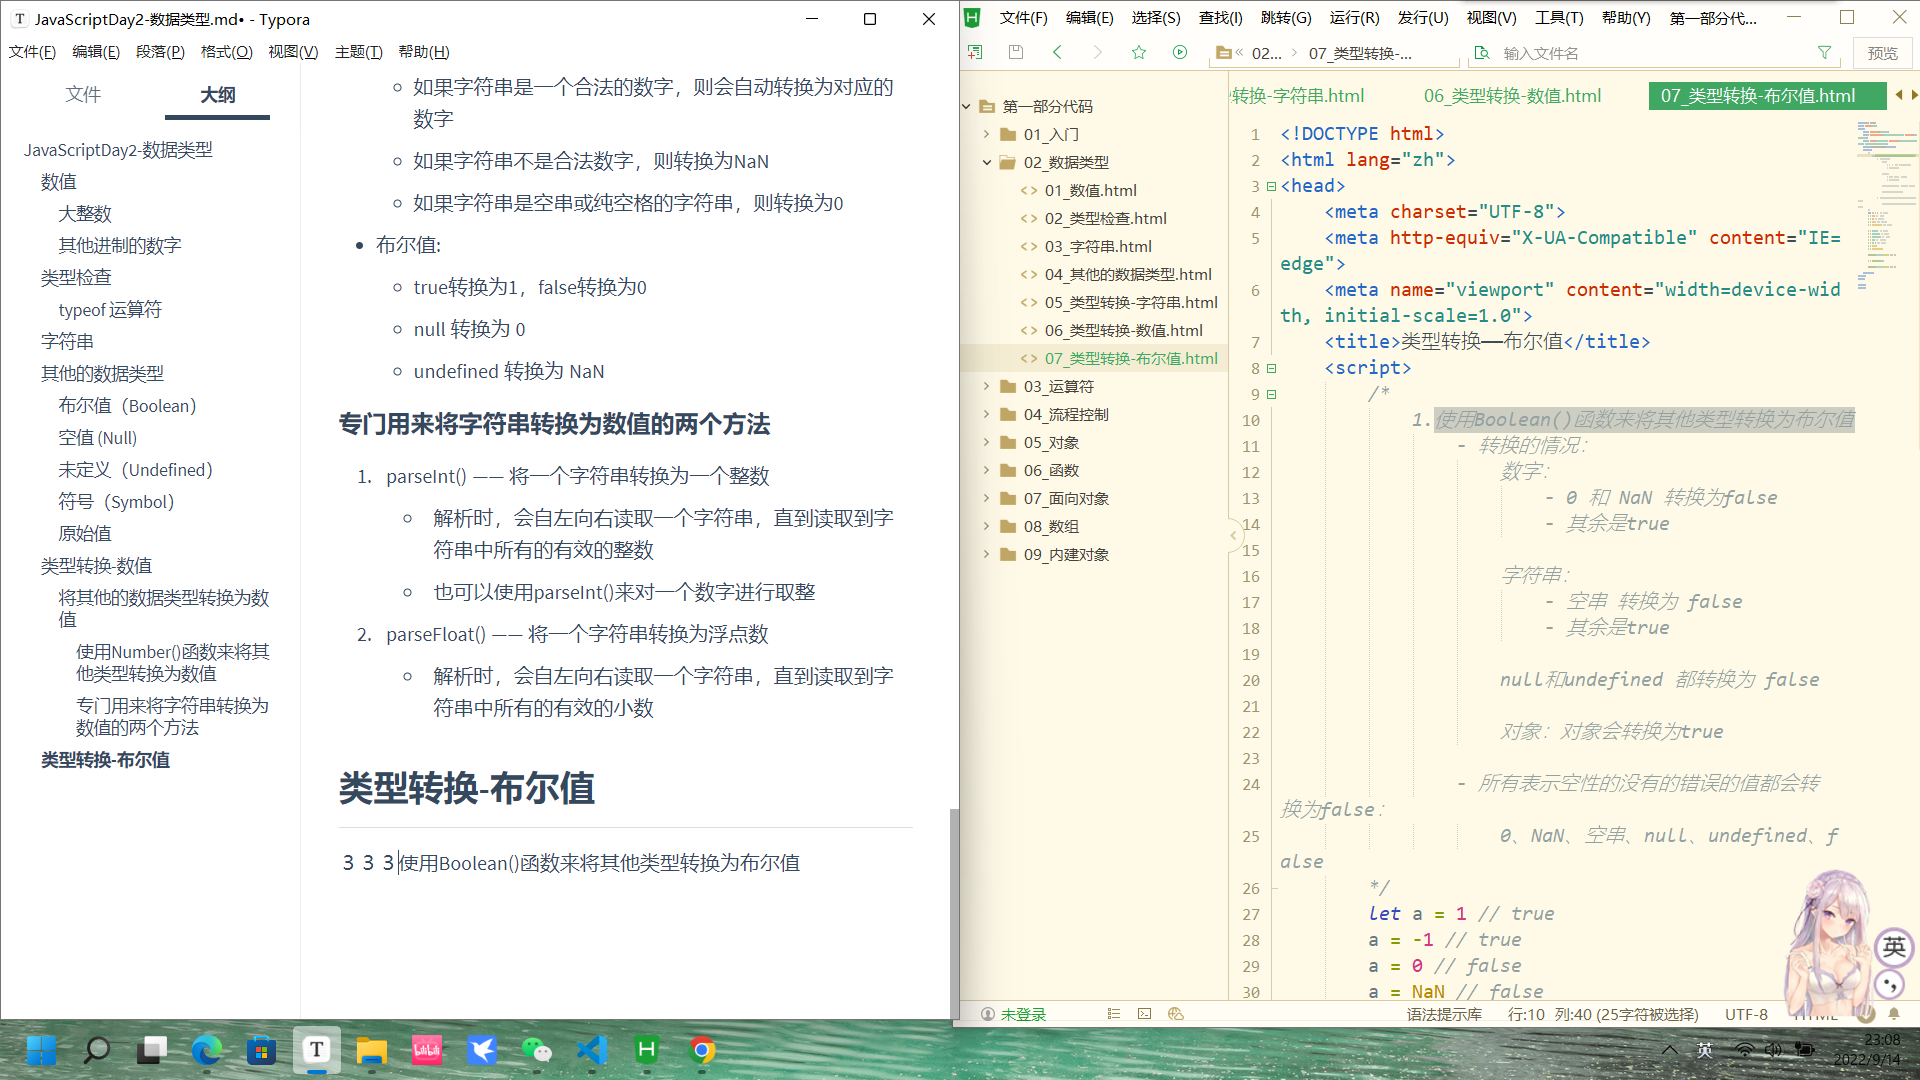 JavaScriptDay2-数据类型.md• - Typora
文件(F) 编辑(E) 段落(P) 格式(O) 视图(V) 主题(T) 帮助(H)
文件 大纲
JavaScriptDay2-数据类型
数值
大整数
其他进制的数字
类型检查
typeof 运算符
字符串
其他的数据类型
布尔值（Boolean）
空值 (Null)
未定义（Undefined）
符号（Symbol）
原始值
类型转换-数值
将其他的数据类型转换为数
值
使用Number()函数来将其
他类型转换为数值
专门用来将字符串转换为
数值的两个方法
类型转换-布尔值
如果字符串是一个合法的数字，则会自动转换为对应的
数字
如果字符串不是合法数字，则转换为NaN
如果字符串是空串或纯空格的字符串，则转换为0
布尔值:
true转换为1，false转换为0
null 转换为 0
undefined 转换为 NaN
专门用来将字符串转换为数值的两个方法
1. parseInt() —— 将一个字符串转换为一个整数
解析时，会自左向右读取一个字符串，直到读取到字
符串中所有的有效的整数
也可以使用parseInt()来对一个数字进行取整
2. parseFloat() —— 将一个字符串转换为浮点数
解析时，会自左向右读取一个字符串，直到读取到字
符串中所有的有效的小数
类型转换-布尔值
3 3 3使用Boolean()函数来将其他类型转换为布尔值
文件(F) 编辑(E) 选择(S) 查找(I) 跳转(G) 运行(R) 发行(U) 视图(V) 工具(T) 帮助(Y) 第一部分代...
02... 07_类型转换-... 输入文件名 预览
第一部分代码
01_入门
02_数据类型
01_数值.html
02_类型检查.html
03_字符串.html
04_其他的数据类型.html
05_类型转换-字符串.html
06_类型转换-数值.html
07_类型转换-布尔值.html
03_运算符
04_流程控制
05_对象
06_函数
07_面向对象
08_数组
09_内建对象
转换-字符串.html 06_类型转换-数值.html 07_类型转换-布尔值.html
1 <!DOCTYPE html>
2 <html lang="zh">
3 <head>
4 <meta charset="UTF-8">
5 <meta http-equiv="X-UA-Compatible" content="IE=
edge">
6 <meta name="viewport" content="width=device-wid
th, initial-scale=1.0">
7 <title>类型转换——布尔值</title>
8 <script>
9 /*
10 1.使用Boolean()函数来将其他类型转换为布尔值
11 - 转换的情况:
12 数字:
13 - 0 和 NaN 转换为false
14 - 其余是true
15
16 字符串:
17 - 空串 转换为 false
18 - 其余是true
19
20 null和undefined 都转换为 false
21
22 对象: 对象会转换为true
23
24 - 所有表示空性的没有的错误的值都会转
换为false:
25 0、NaN、空串、null、undefined、f
alse
26 */
27 let a = 1 // true
28 a = -1 // true
29 a = 0 // false
30 a = NaN // false
未登录 语法提示库 行:10 列:40 (25字符被选择) UTF-8 HTML
英
bilibili
英 23:08
2022/9/14